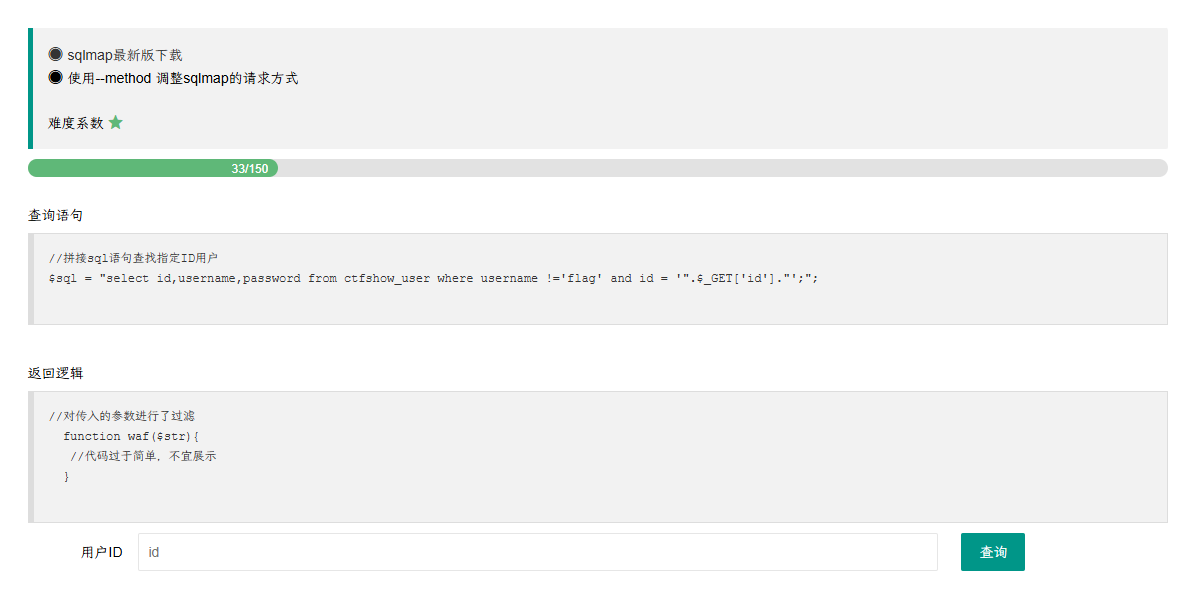 sqlmap最新版下载
使用--method 调整sqlmap的请求方式
难度系数
33/150
查询语句
//拼接sql语句查找指定ID用户
$sql = "select id,username,password from ctfshow_user where username !='flag' and id = '".$_GET['id']."';";
返回逻辑
//对传入的参数进行了过滤
  function waf($str){
   //代码过于简单，不宜展示
  }
用户ID id 查询